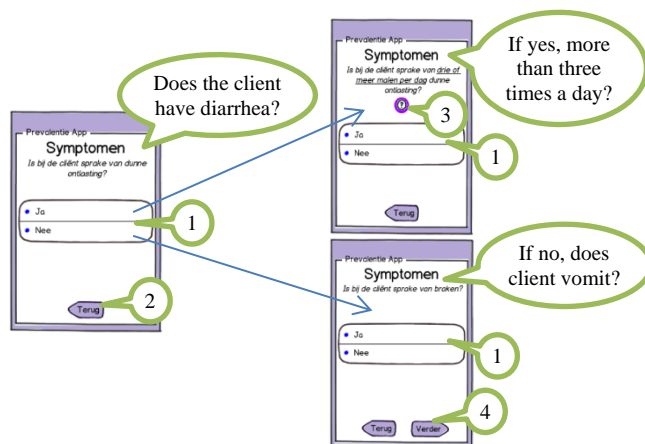 Does the client
have diarrhea?
Prevalentie App
Symptomen
Is bij de cliënt sprake van dunne
ontlasting?
Ja
1
Nee
2
Terug
If yes, more
than three
times a day?
Prevalentie App
Symptomen
Is bij de cliënt sprake van drie of
meer malen per dag dunne
ontlasting?
?
3
Ja
1
Nee
Terug
If no, does
client vomit?
Prevalentie App
Symptomen
Is bij de cliënt sprake van braken?
Ja
1
Nee
4
Terug
Verder